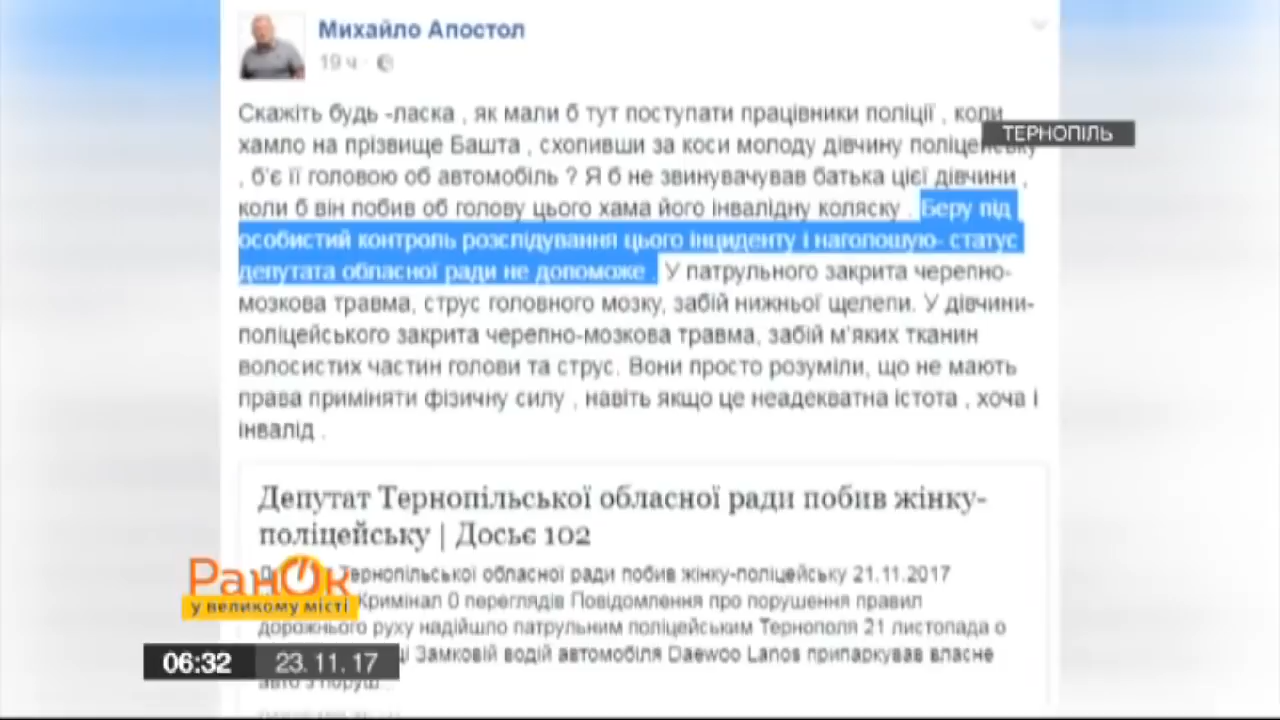 Михайло Апостол
19 ч ·
Скажіть будь -ласка , як мали б тут поступати працівники поліції , коли
хамло на прізвище Башта , схопивши за коси молоду дівчину поліцейську
, б'є її головою об автомобіль ? Я б не звинувачував батька цієї дівчини ,
коли б він побив об голову цього хама його інвалідну коляску . Беру під
особистий контроль розслідування цього інциденту і наголошую- статус
депутата обласної ради не допоможе . У патрульного закрита черепно-
мозкова травма, струс головного мозку, забій нижньої щелепи. У дівчини-
поліцейського закрита черепно-мозкова травма, забій м'яких тканин
волосистих частин голови та струс. Вони просто розуміли, що не мають
права приміняти фізичну силу , навіть якщо це неадекватна істота , хоча і
інвалід .
ТЕРНОПІЛЬ
Депутат Тернопільської обласної ради побив жінку-
поліцейську | Досьє 102
Тернопільської обласної ради побив жінку-поліцейську 21.11.2017
Кримінал 0 переглядів Повідомлення про порушення правил
дорожнього руху надійшло патрульним поліцейським Тернополя 21 листопада о
Замковій водій автомобіля Daewoo Lanos припаркував власне
авто з поруш
Ранок
у великому місті
06:32 23.11.17